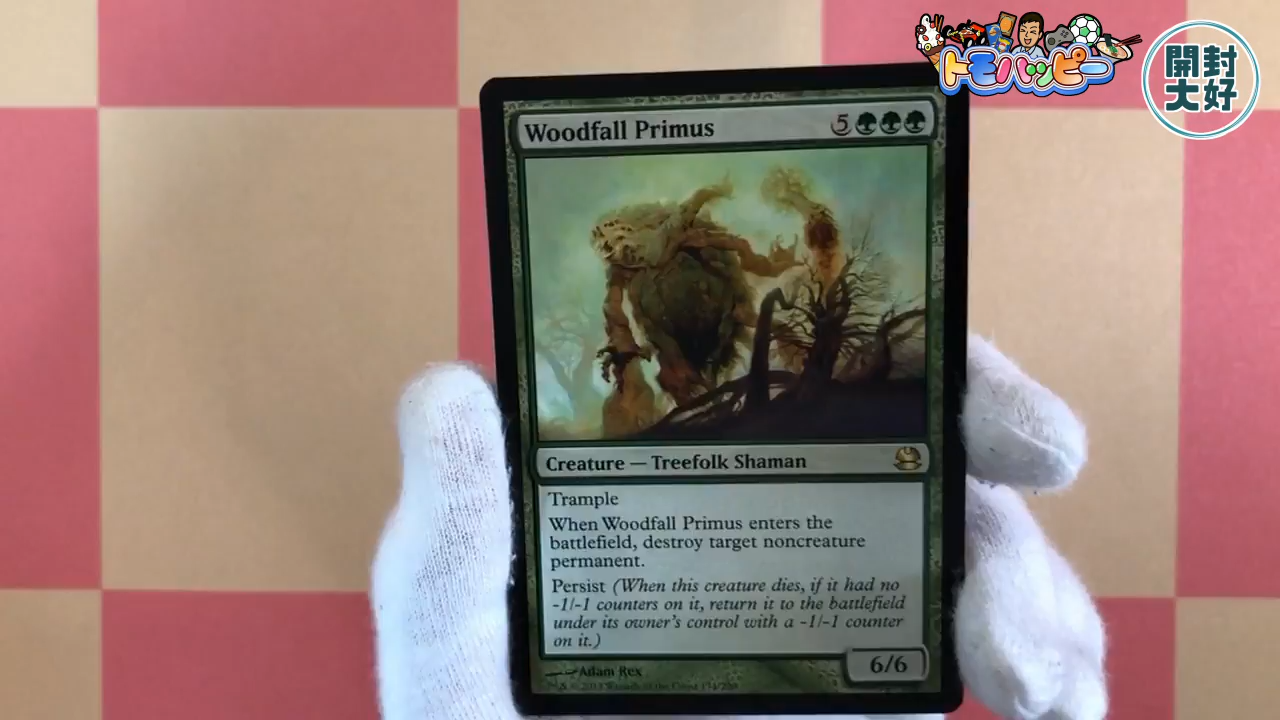 トモハッピー
開封
大好
Woodfall Primus 5
Creature — Treefolk Shaman
Trample
When Woodfall Primus enters the
battlefield, destroy target noncreature
permanent.
Persist (When this creature dies, if it had no
-1/-1 counters on it, return it to the battlefield
under its owner's control with a -1/-1 counter
on it.)
6/6
Adam Rex